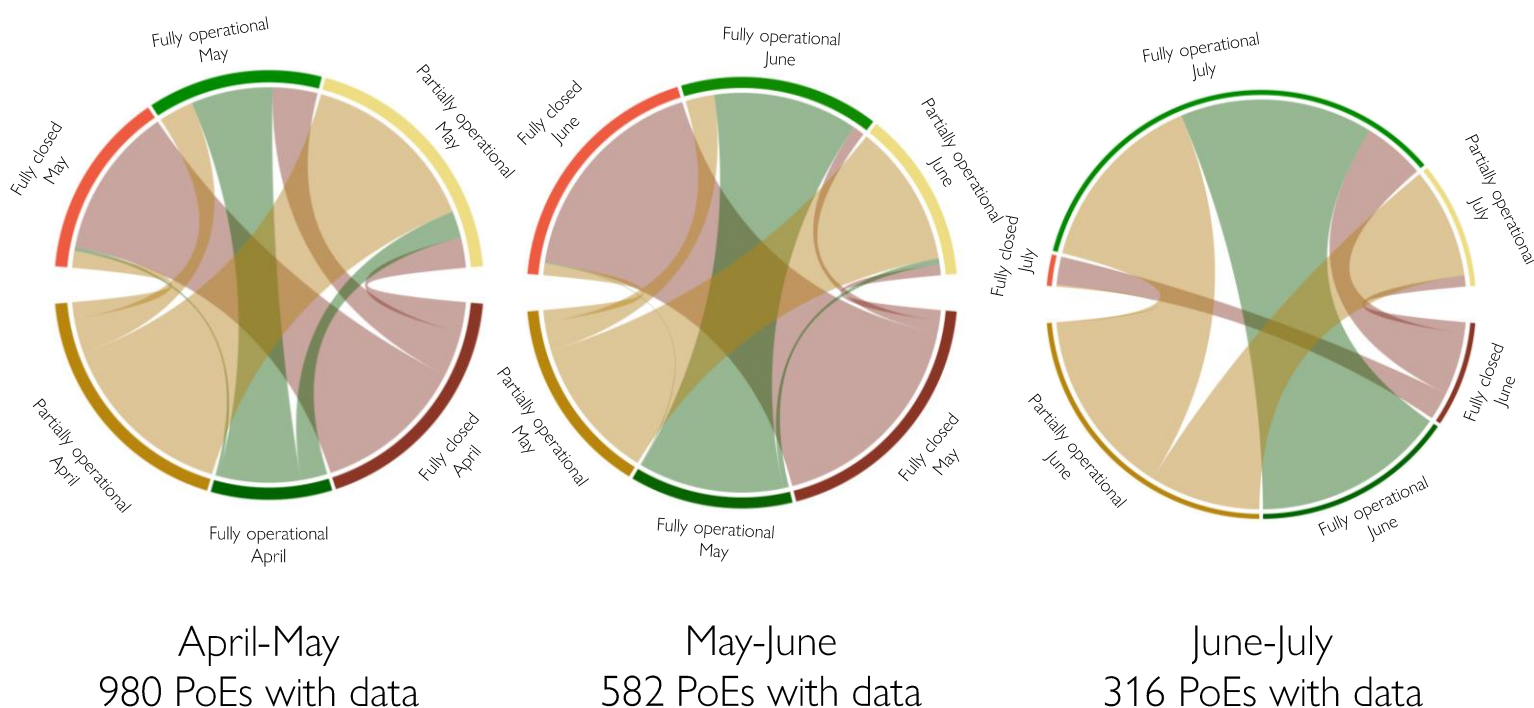 Fully operational
May
Partially operational
May
Fully closed
May
Partially operational
April
Fully operational
April
Fully closed
April
April-May
980 PoEs with data
Fully operational
June
Fully closed
June
Partially operational
June
Partially operational
May
Fully operational
May
Fully closed
May
May-June
582 PoEs with data
Fully operational
July
Partially operational
July
Fully closed
July
Partially operational
June
Fully operational
June
Fully closed
June
June-July
316 PoEs with data